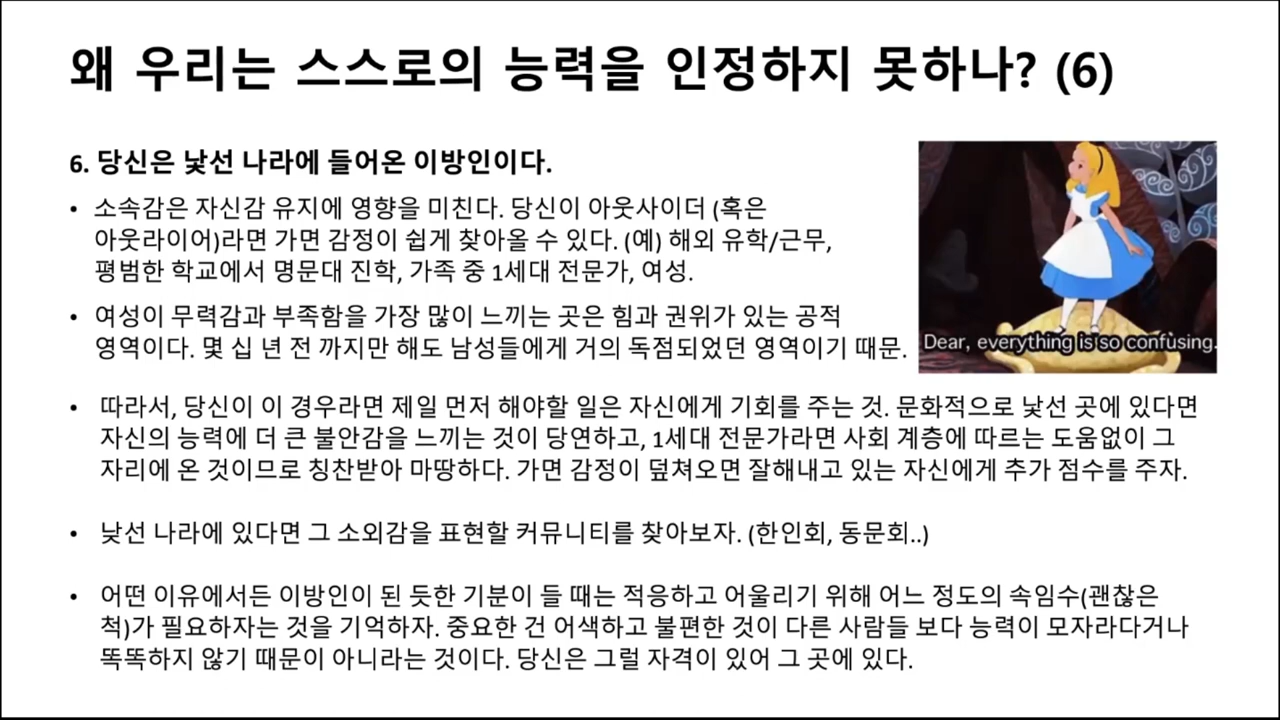 왜 우리는 스스로의 능력을 인정하지 못하나? (6)
6. 당신은 낯선 나라에 들어온 이방인이다.
• 소속감은 자신감 유지에 영향을 미친다. 당신이 아웃사이더 (혹은
아웃라이어)라면 가면 감정이 쉽게 찾아올 수 있다. (예) 해외 유학/근무,
평범한 학교에서 명문대 진학, 가족 중 1세대 전문가, 여성.
• 여성이 무력감과 부족함을 가장 많이 느끼는 곳은 힘과 권위가 있는 공적
영역이다. 몇 십 년 전 까지만 해도 남성들에게 거의 독점되었던 영역이기 때문.
Dear, everything is so confusing.
• 따라서, 당신이 이 경우라면 제일 먼저 해야할 일은 자신에게 기회를 주는 것. 문화적으로 낯선 곳에 있다면
자신의 능력에 더 큰 불안감을 느끼는 것이 당연하고, 1세대 전문가라면 사회 계층에 따르는 도움없이 그
자리에 온 것이므로 칭찬받아 마땅하다. 가면 감정이 덮쳐오면 잘해내고 있는 자신에게 추가 점수를 주자.
• 낯선 나라에 있다면 그 소외감을 표현할 커뮤니티를 찾아보자. (한인회, 동문회..)
• 어떤 이유에서든 이방인이 된 듯한 기분이 들 때는 적응하고 어울리기 위해 어느 정도의 속임수(괜찮은
척)가 필요하자는 것을 기억하자. 중요한 건 어색하고 불편한 것이 다른 사람들 보다 능력이 모자라다거나
똑똑하지 않기 때문이 아니라는 것이다. 당신은 그럴 자격이 있어 그 곳에 있다.